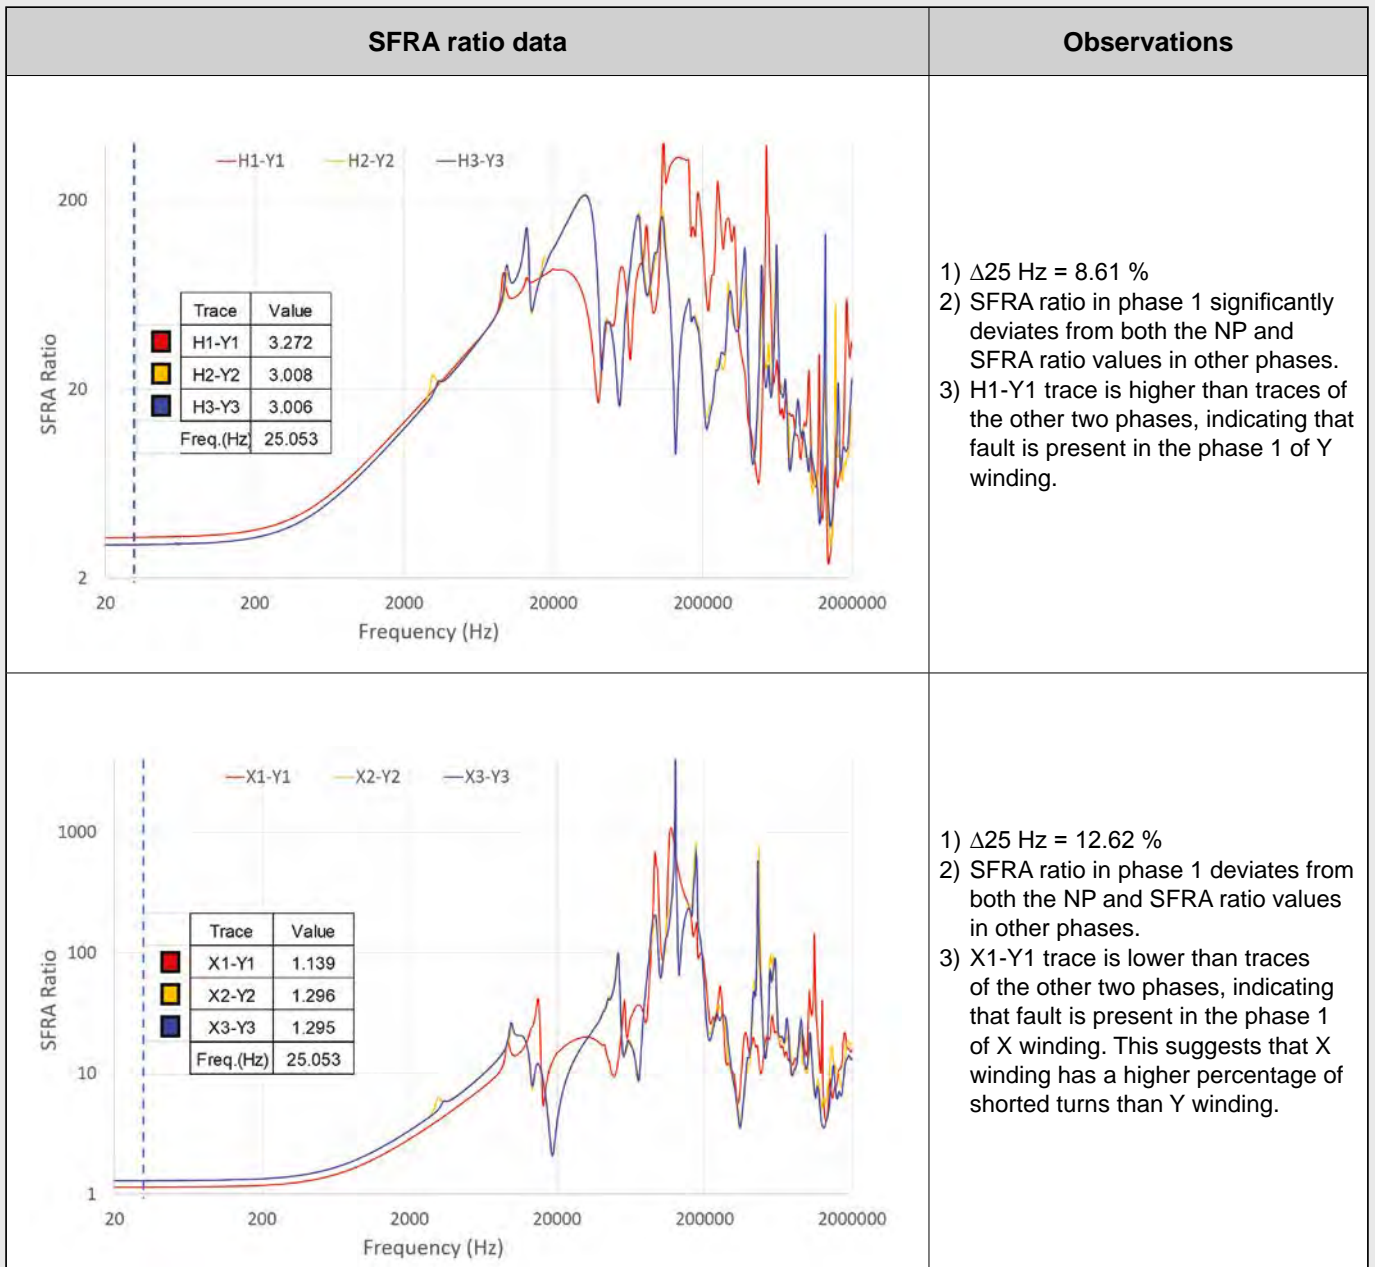 SFRA ratio data
Observations
H1-Y1 H2-Y2 H3-Y3
200
20
2
SFRA Ratio
Trace Value
H1-Y1 3.272
H2-Y2 3.008
H3-Y3 3.006
Freq.(Hz) 25.053
20 200 2000 20000 200000 2000000
Frequency (Hz)
1) Δ25 Hz = 8.61 %
2) SFRA ratio in phase 1 significantly
deviates from both the NP and
SFRA ratio values in other phases.
3) H1-Y1 trace is higher than traces of
the other two phases, indicating that
fault is present in the phase 1 of Y
winding.
X1-Y1 X2-Y2 X3-Y3
1000
100
10
1
SFRA Ratio
Trace Value
X1-Y1 1.139
X2-Y2 1.296
X3-Y3 1.295
Freq.(Hz) 25.053
20 200 2000 20000 200000 2000000
Frequency (Hz)
1) Δ25 Hz = 12.62 %
2) SFRA ratio in phase 1 deviates from
both the NP and SFRA ratio values
in other phases.
3) X1-Y1 trace is lower than traces
of the other two phases, indicating
that fault is present in the phase 1
of X winding. This suggests that X
winding has a higher percentage of
shorted turns than Y winding.